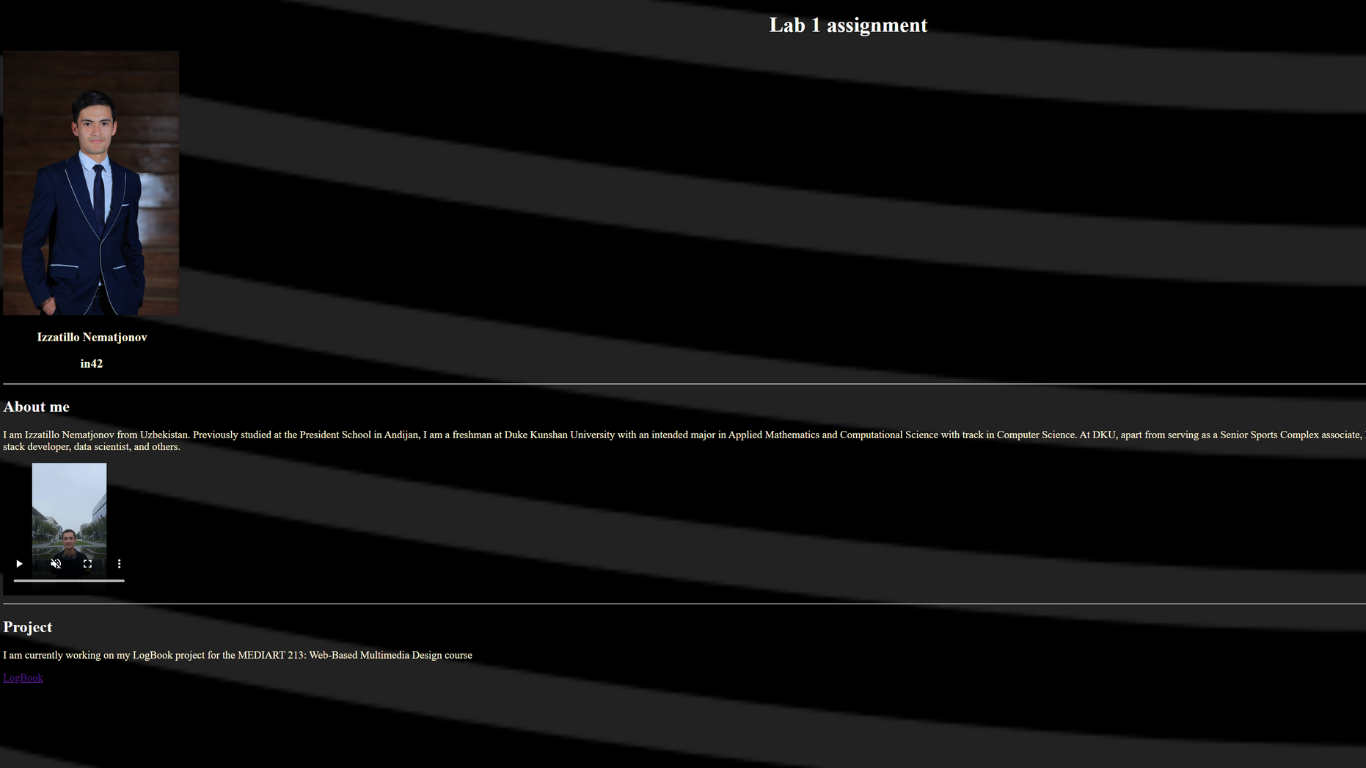 Lab 1 assignment
Izzatillo Nematjonov
in42
About me
I am Izzatillo Nematjonov from Uzbekistan. Previously studied at the President School in Andijan, I am a freshman at Duke Kunshan University with an intended major in Applied Mathematics and Computational Science with track in Computer Science. At DKU, apart from serving as a Senior Sports Complex associate,
stack developer, data scientist, and others.
Project
I am currently working on my LogBook project for the MEDIART 213: Web-Based Multimedia Design course
LogBook